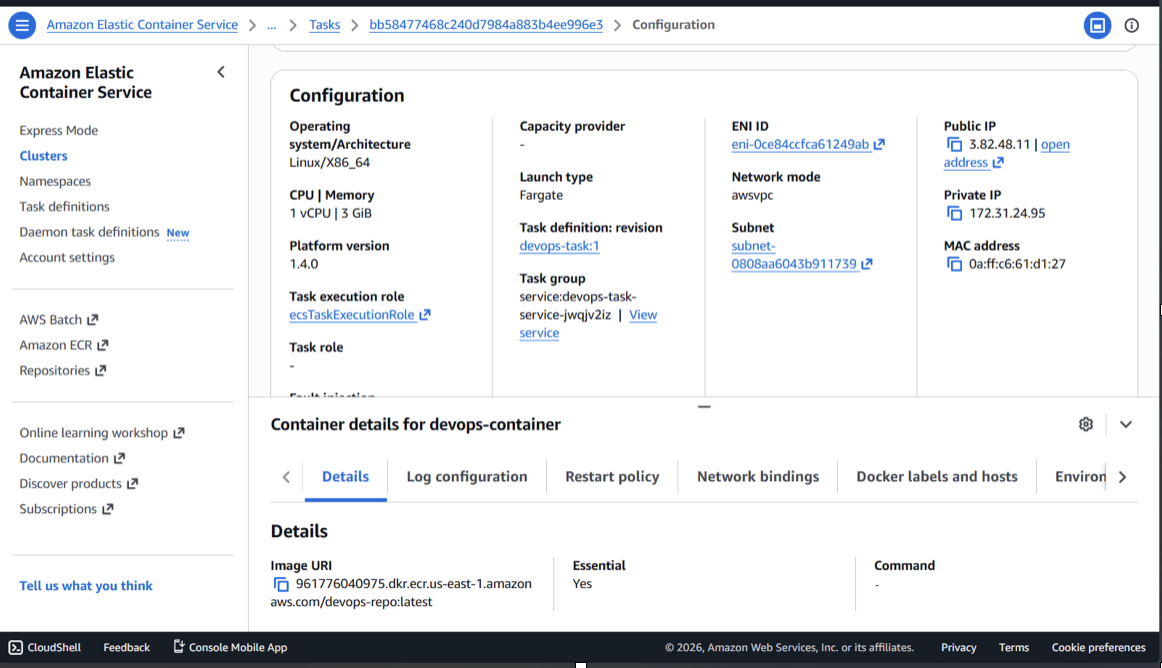 Amazon Elastic Container Service > ... > Tasks > bb58477468c240d7984a883b4ee996e3 > Configuration
Amazon Elastic
Container Service
Express Mode
Clusters
Namespaces
Task definitions
Daemon task definitions New
Account settings
AWS Batch
Amazon ECR
Repositories
Online learning workshop
Documentation
Discover products
Subscriptions
Tell us what you think
Configuration
Operating
system/Architecture
Linux/X86_64
CPU | Memory
1 vCPU | 3 GiB
Platform version
1.4.0
Task execution role
ecsTaskExecutionRole
Task role
-
Capacity provider
-
Launch type
Fargate
Task definition: revision
devops-task:1
Task group
service:devops-task-
service-jwqjv2iz | View
service
ENI ID
eni-0ce84ccfca61249ab
Network mode
awsvpc
Subnet
subnet-
0808aa6043b911739
Public IP
3.82.48.11 | open
address
Private IP
172.31.24.95
MAC address
0a:ff:c6:61:d1:27
Container details for devops-container
Details
Log configuration
Restart policy
Network bindings
Docker labels and hosts
Environ
Details
Image URI
961776040975.dkr.ecr.us-east-1.amazon
aws.com/devops-repo:latest
Essential
Yes
Command
-
CloudShell Feedback Console Mobile App © 2026, Amazon Web Services, Inc. or its affiliates. Privacy Terms Cookie preferences